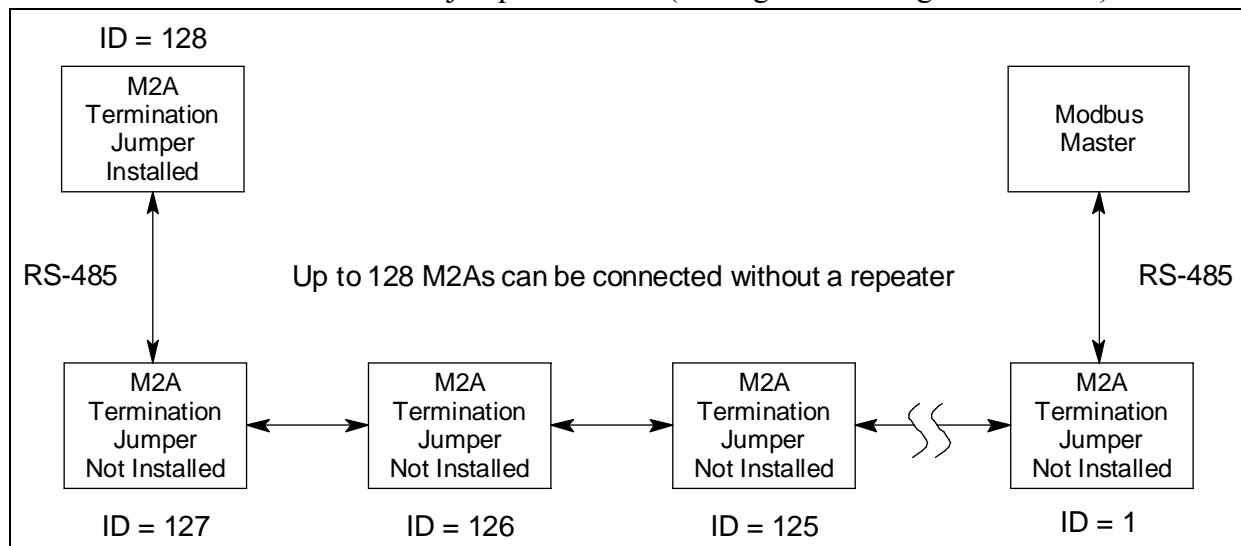 ID = 128
M2A
Termination
Jumper
Installed
Modbus
Master
RS-485
Up to 128 M2As can be connected without a repeater
RS-485
M2A
Termination
Jumper
Not Installed
M2A
Termination
Jumper
Not Installed
M2A
Termination
Jumper
Not Installed
M2A
Termination
Jumper
Not Installed
ID = 127
ID = 126
ID = 125
ID = 1